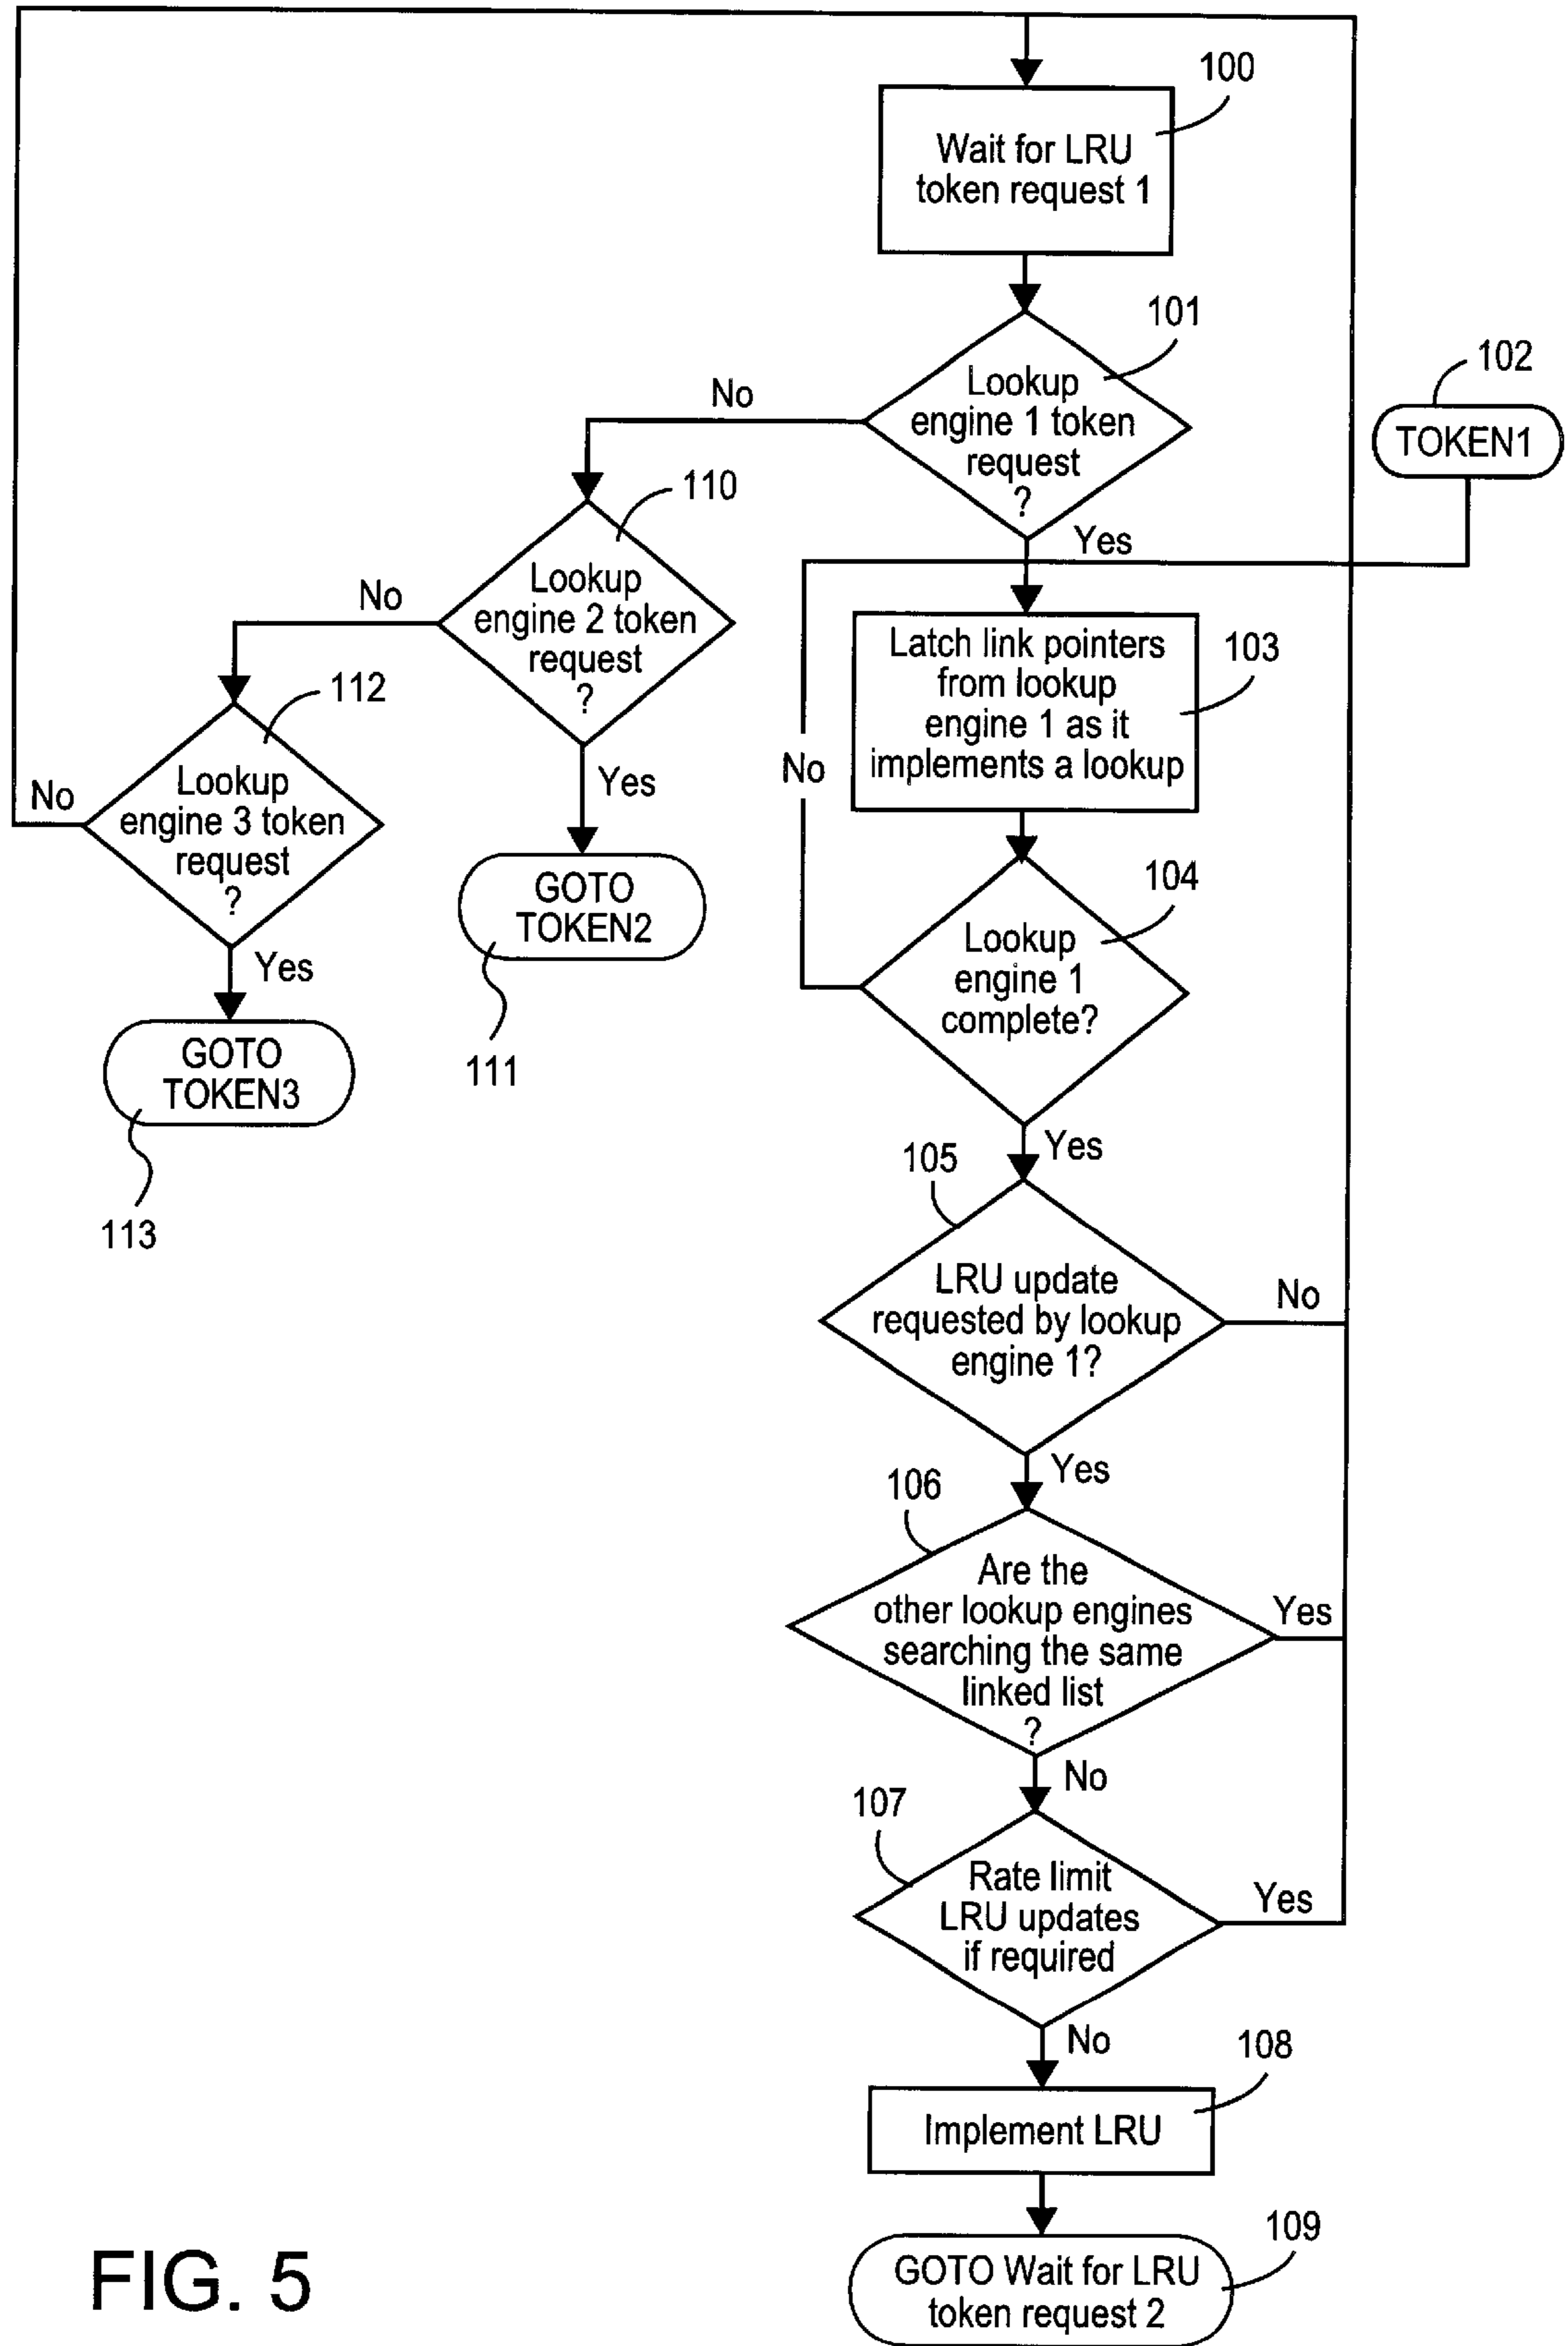 100
Wait for LRU
token request 1
101
Lookup
engine 1 token
request
?
No
Yes
102
TOKEN1
110
Lookup
engine 2 token
request
?
No
Yes
103
Latch link pointers
from lookup
engine 1 as it
implements a lookup
112
Lookup
engine 3 token
request
?
No
Yes
No
GOTO
TOKEN2
111
104
Lookup
engine 1
complete?
Yes
GOTO
TOKEN3
113
105
LRU update
requested by lookup
engine 1?
No
Yes
106
Are the
other lookup engines
searching the same
linked list
?
Yes
No
107
Rate limit
LRU updates
if required
Yes
No
108
Implement LRU
109
GOTO Wait for LRU
token request 2
FIG. 5